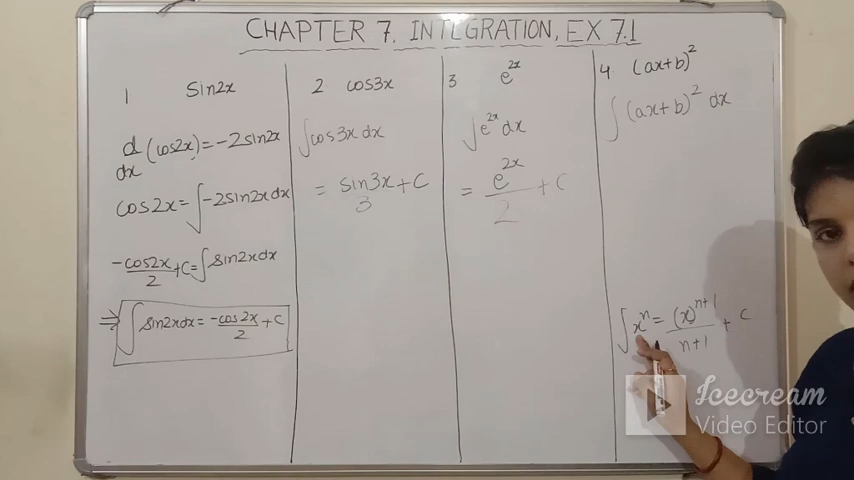 CHAPTER 7. INTEGRATION, EX 7.1
1 Sin2x
d/dx (cos2x) = -2sin2x
cos2x = ∫-2sin2x dx
-cos2x/2 + C = ∫sin2x dx
⇒ ∫sin2x dx = -cos2x/2 + C
2 cos3x
∫cos3x dx
= sin3x/3 + C
3 e^2x
∫e^2x dx
= e^2x/2 + C
4 (ax+b)^2
∫(ax+b)^2 dx
∫x^n = (x)^n+1/n+1 + C
Icecream
Video Editor